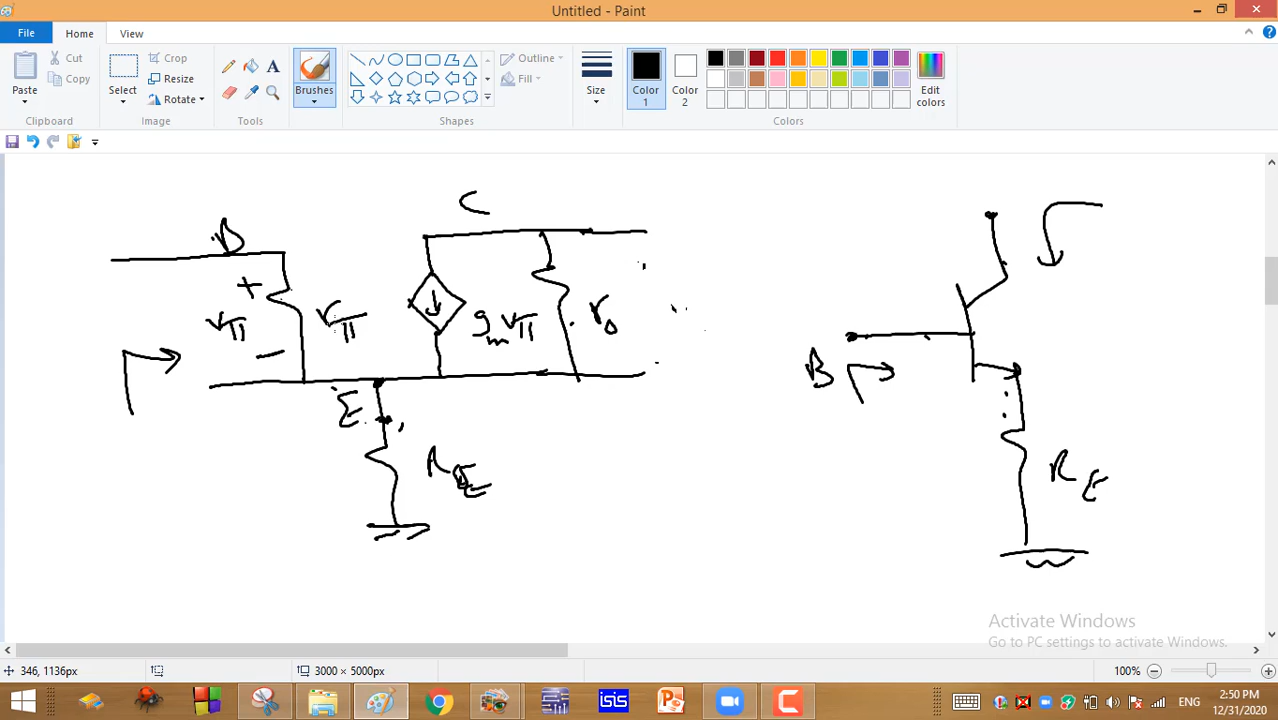 Untitled - Paint
File
Home
View
Paste
Cut
Copy
Clipboard
Select
Crop
Resize
Rotate
Image
Tools
Brushes
Shapes
Outline
Fill
Size
Color
1
Color
2
Colors
Edit
colors
C
B
+
Vπ
rπ
gmVπ
ro
−
E
RE
B
RE
Activate Windows
Go to PC settings to activate Windows.
346, 1136px
3000 × 5000px
100%
isis
ENG
2:50 PM
12/31/2020